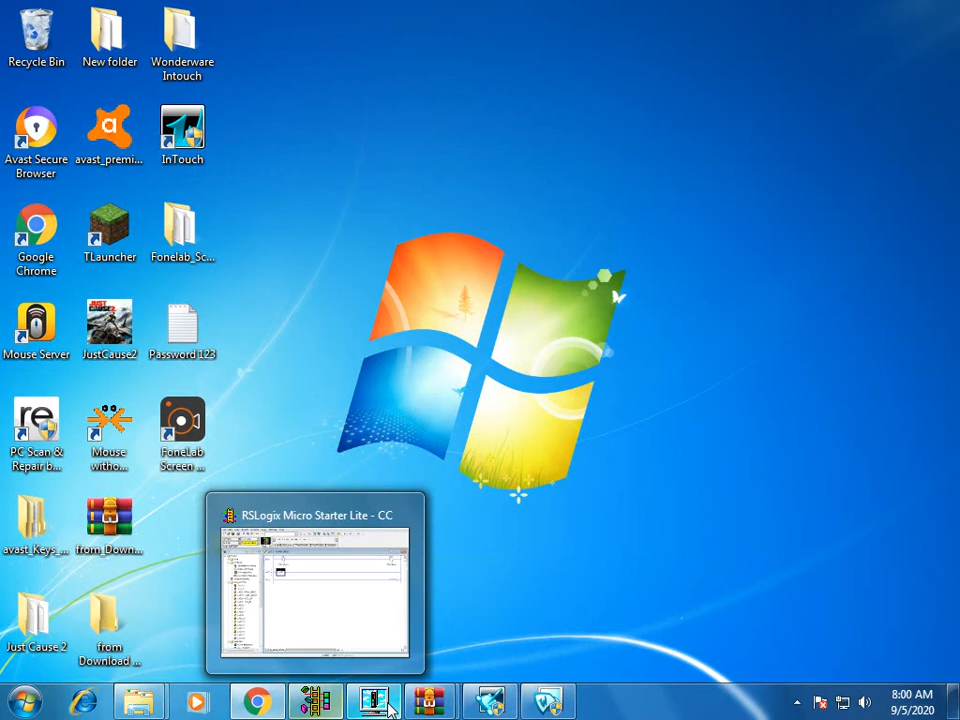 Recycle Bin
New folder
Wonderware
Intouch
Avast Secure
Browser
avast_premi...
InTouch
Google
Chrome
TLauncher
Fonelab_Sc...
Mouse Server
JustCause2
Password 123
PC Scan &
Repair b...
Mouse
witho...
FoneLab
Screen ...
avast_Keys_...
from_Down...
Just Cause 2
from
Download ...
RSLogix Micro Starter Lite - CC
8:00 AM
9/5/2020